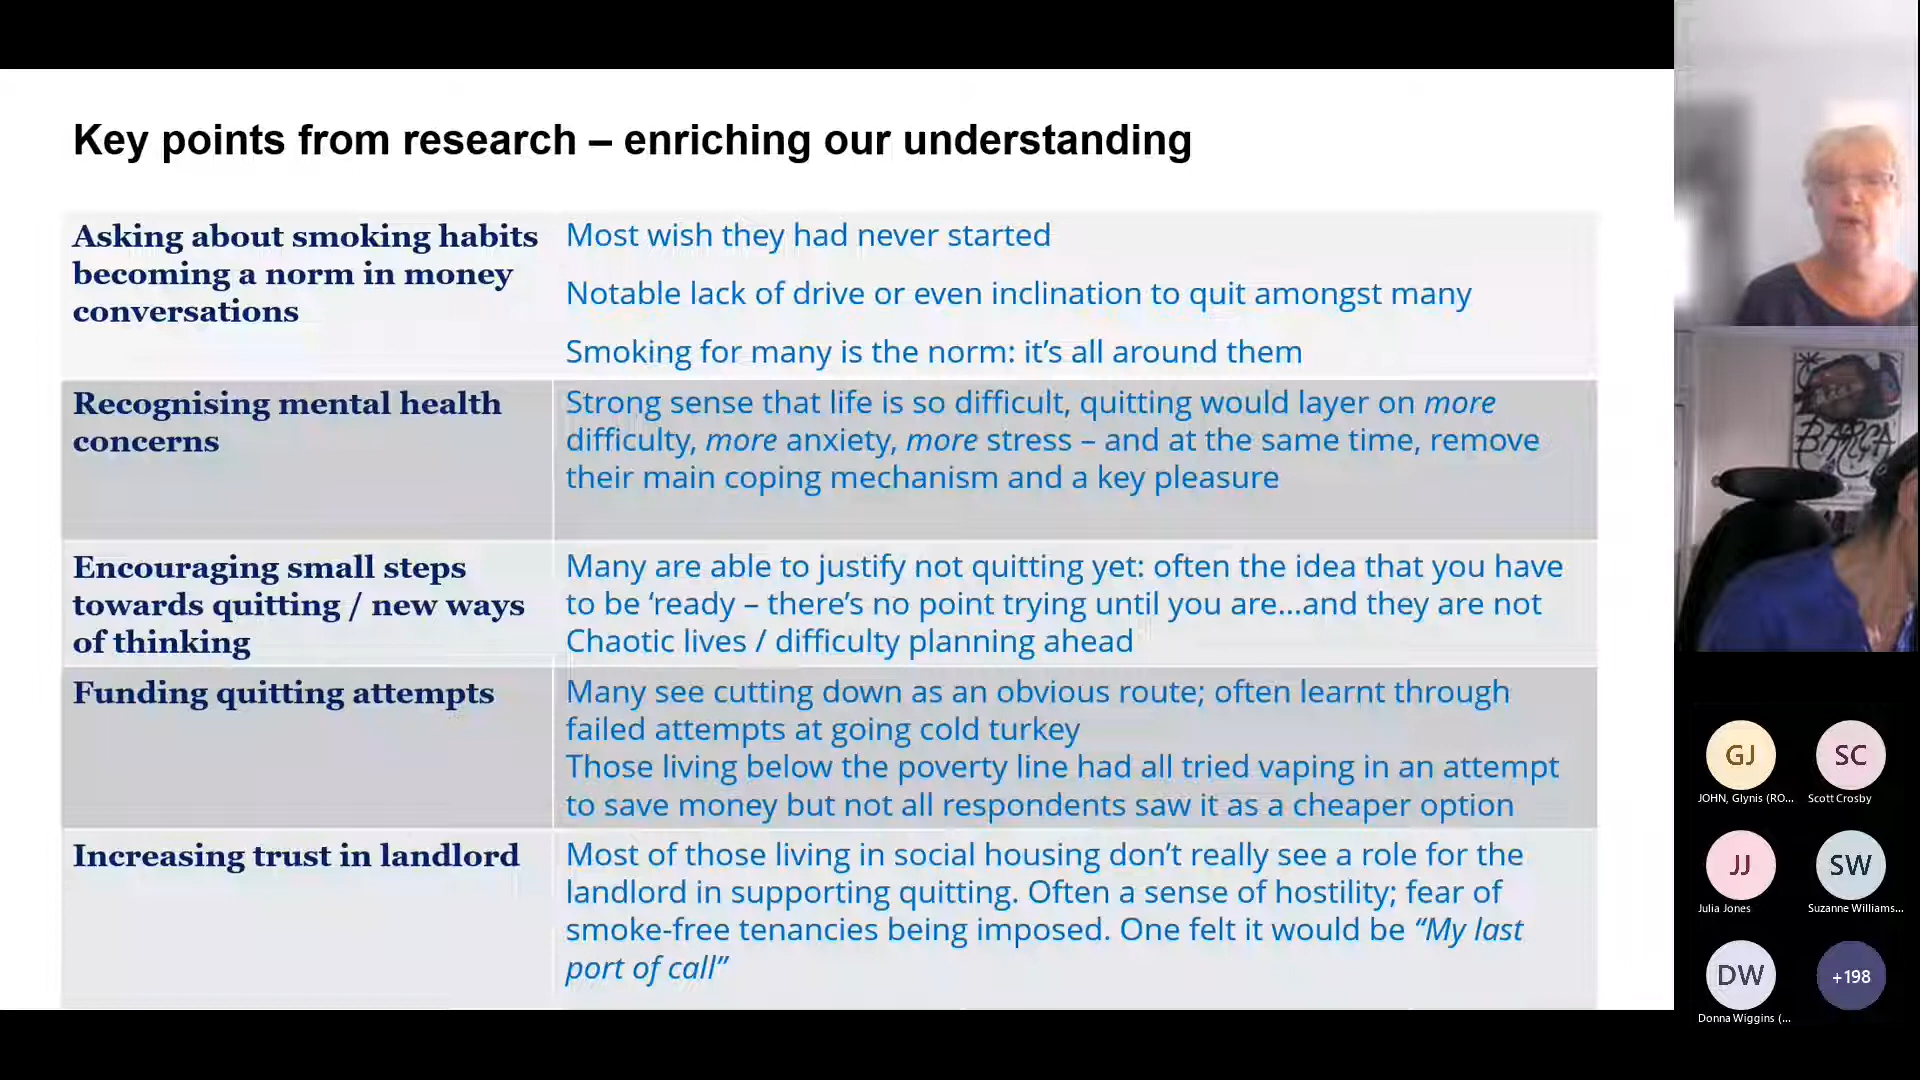 Key points from research – enriching our understanding
Asking about smoking habits
becoming a norm in money
conversations
Most wish they had never started
Notable lack of drive or even inclination to quit amongst many
Smoking for many is the norm: it’s all around them
Recognising mental health
concerns
Strong sense that life is so difficult, quitting would layer on more
difficulty, more anxiety, more stress – and at the same time, remove
their main coping mechanism and a key pleasure
Encouraging small steps
towards quitting / new ways
of thinking
Many are able to justify not quitting yet: often the idea that you have
to be ‘ready – there’s no point trying until you are…and they are not
Chaotic lives / difficulty planning ahead
Funding quitting attempts
Many see cutting down as an obvious route; often learnt through
failed attempts at going cold turkey
Those living below the poverty line had all tried vaping in an attempt
to save money but not all respondents saw it as a cheaper option
Increasing trust in landlord
Most of those living in social housing don’t really see a role for the
landlord in supporting quitting. Often a sense of hostility; fear of
smoke-free tenancies being imposed. One felt it would be “My last
port of call”
BARÇA
GJ
JOHN, Glynis (RO...
SC
Scott Crosby
JJ
Julia Jones
SW
Suzanne Williams...
DW
Donna Wiggins (...
+198